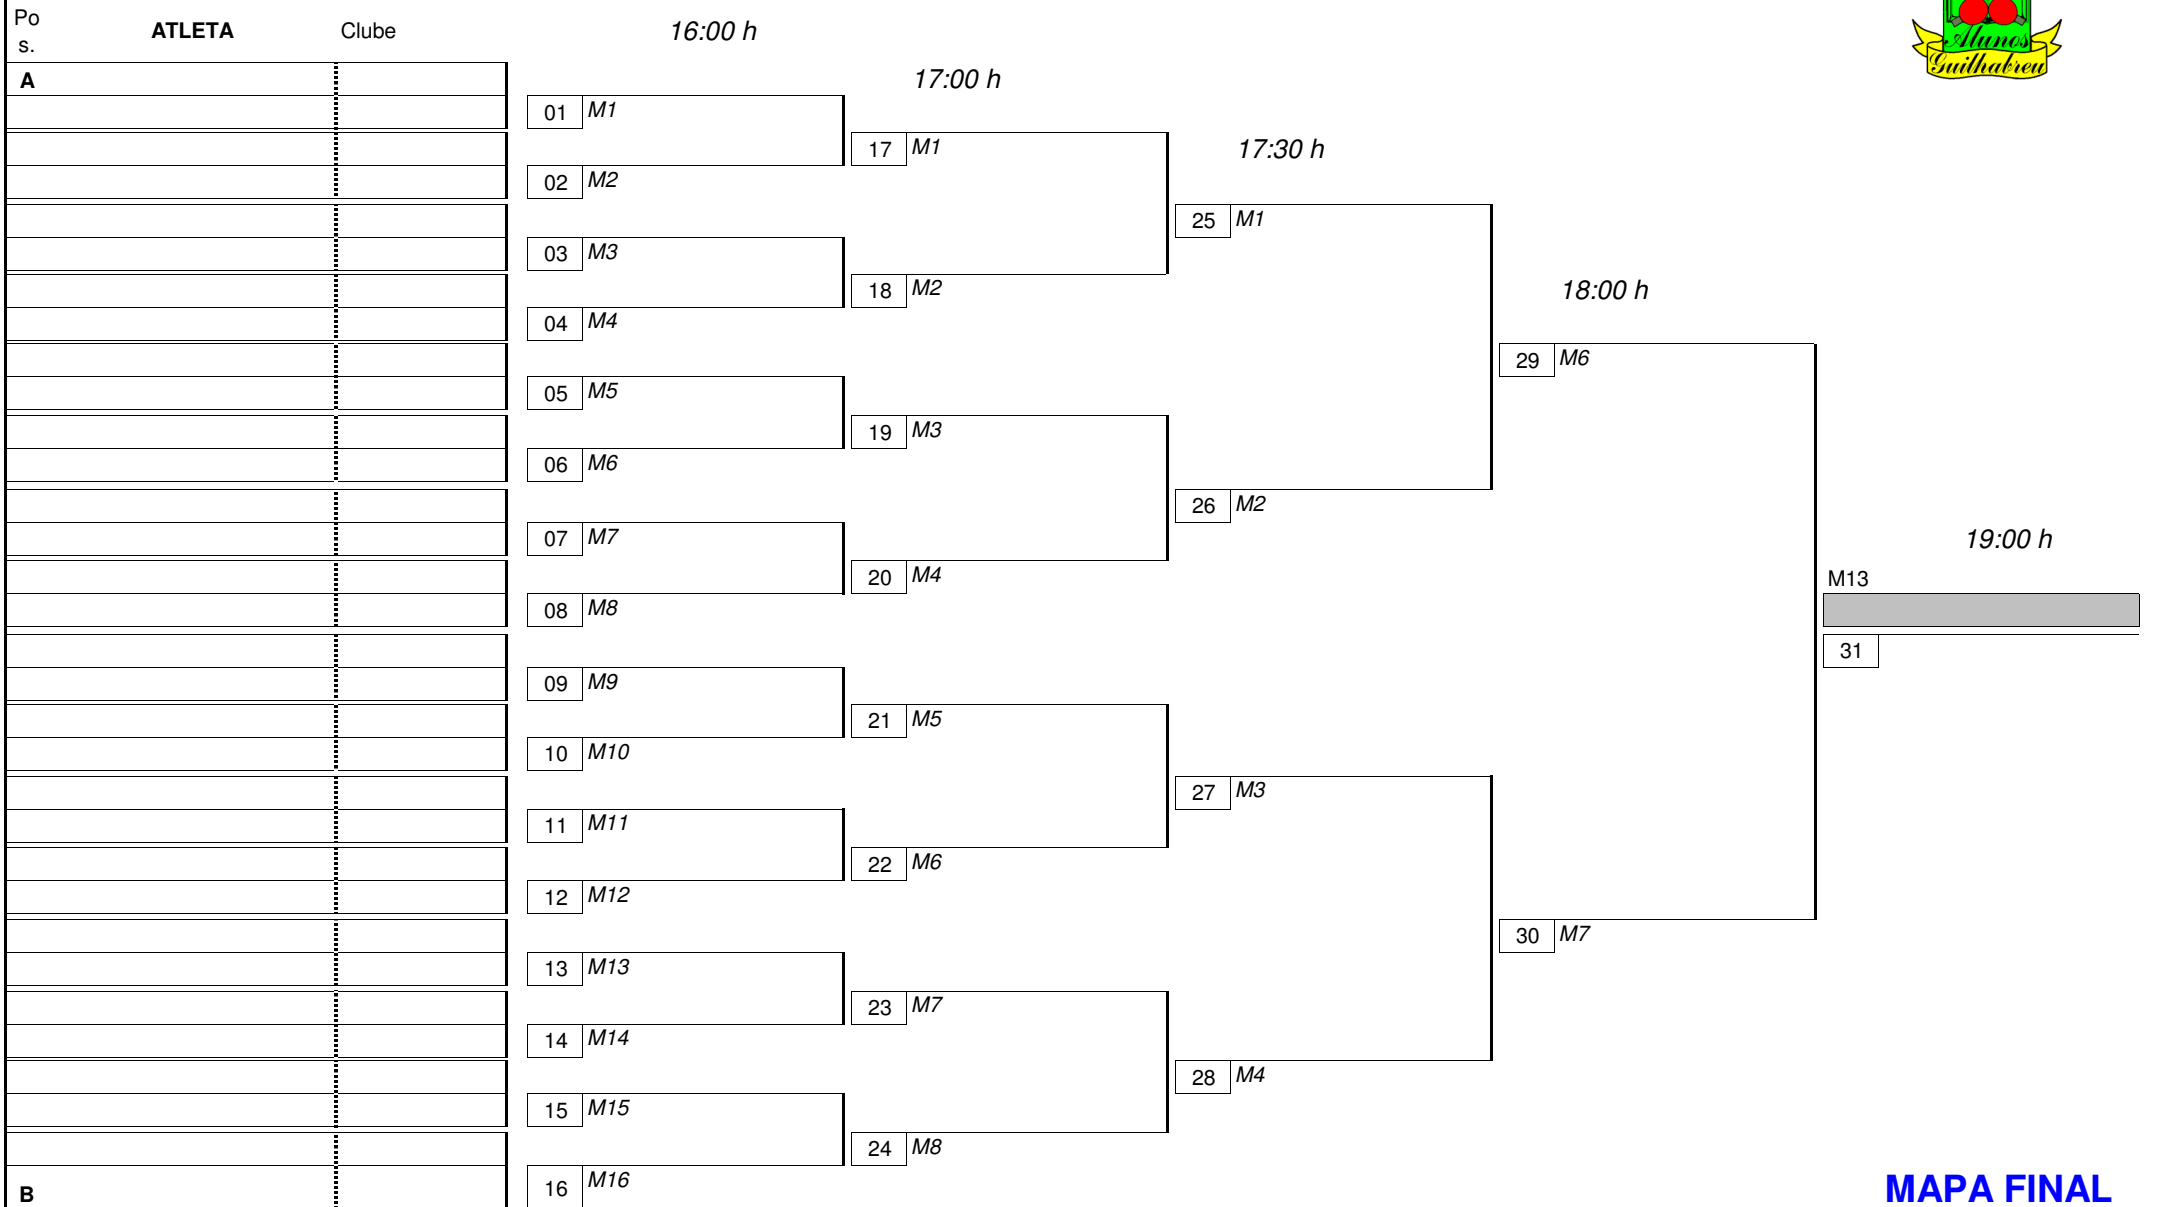 Po
s.
ATLETA
Clube
16:00 h
Alunos
Guilhabreu
A
17:00 h
01 M1
17 M1
17:30 h
02 M2
25 M1
03 M3
18 M2
18:00 h
04 M4
29 M6
05 M5
19 M3
06 M6
26 M2
07 M7
19:00 h
20 M4
M13
08 M8
31
09 M9
21 M5
10 M10
27 M3
11 M11
22 M6
12 M12
30 M7
13 M13
23 M7
14 M14
28 M4
15 M15
24 M8
16 M16
B
MAPA FINAL